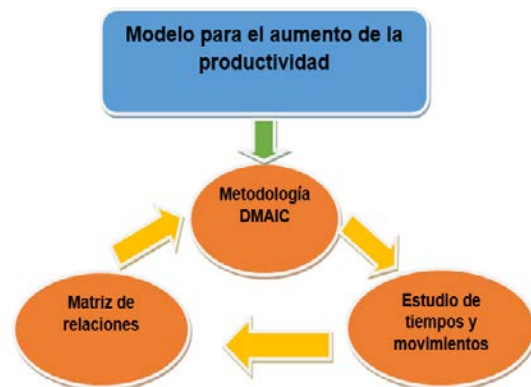 Modelo para el aumento de la
productividad
Metodología
DMAIC
Matriz de
relaciones
Estudio de
tiempos y
movimientos